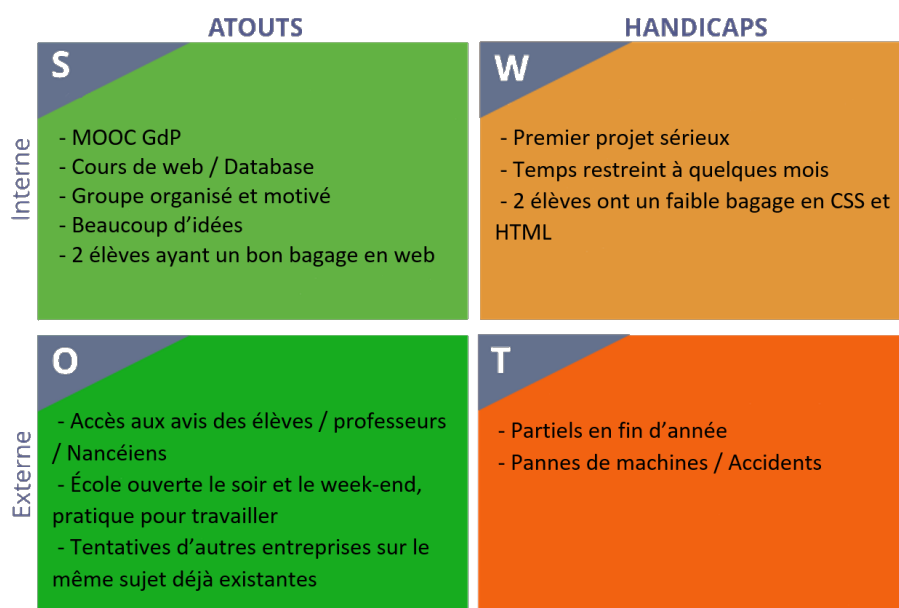 ATOUTS
HANDICAPS
Interne
S
- MOOC GdP
- Cours de web / Database
- Groupe organisé et motivé
- Beaucoup d’idées
- 2 élèves ayant un bon bagage en web
W
- Premier projet sérieux
- Temps restreint à quelques mois
- 2 élèves ont un faible bagage en CSS et
HTML
Externe
O
- Accès aux avis des élèves / professeurs
/ Nancéiens
- École ouverte le soir et le week-end,
pratique pour travailler
- Tentatives d’autres entreprises sur le
même sujet déjà existantes
T
- Partiels en fin d’année
- Pannes de machines / Accidents